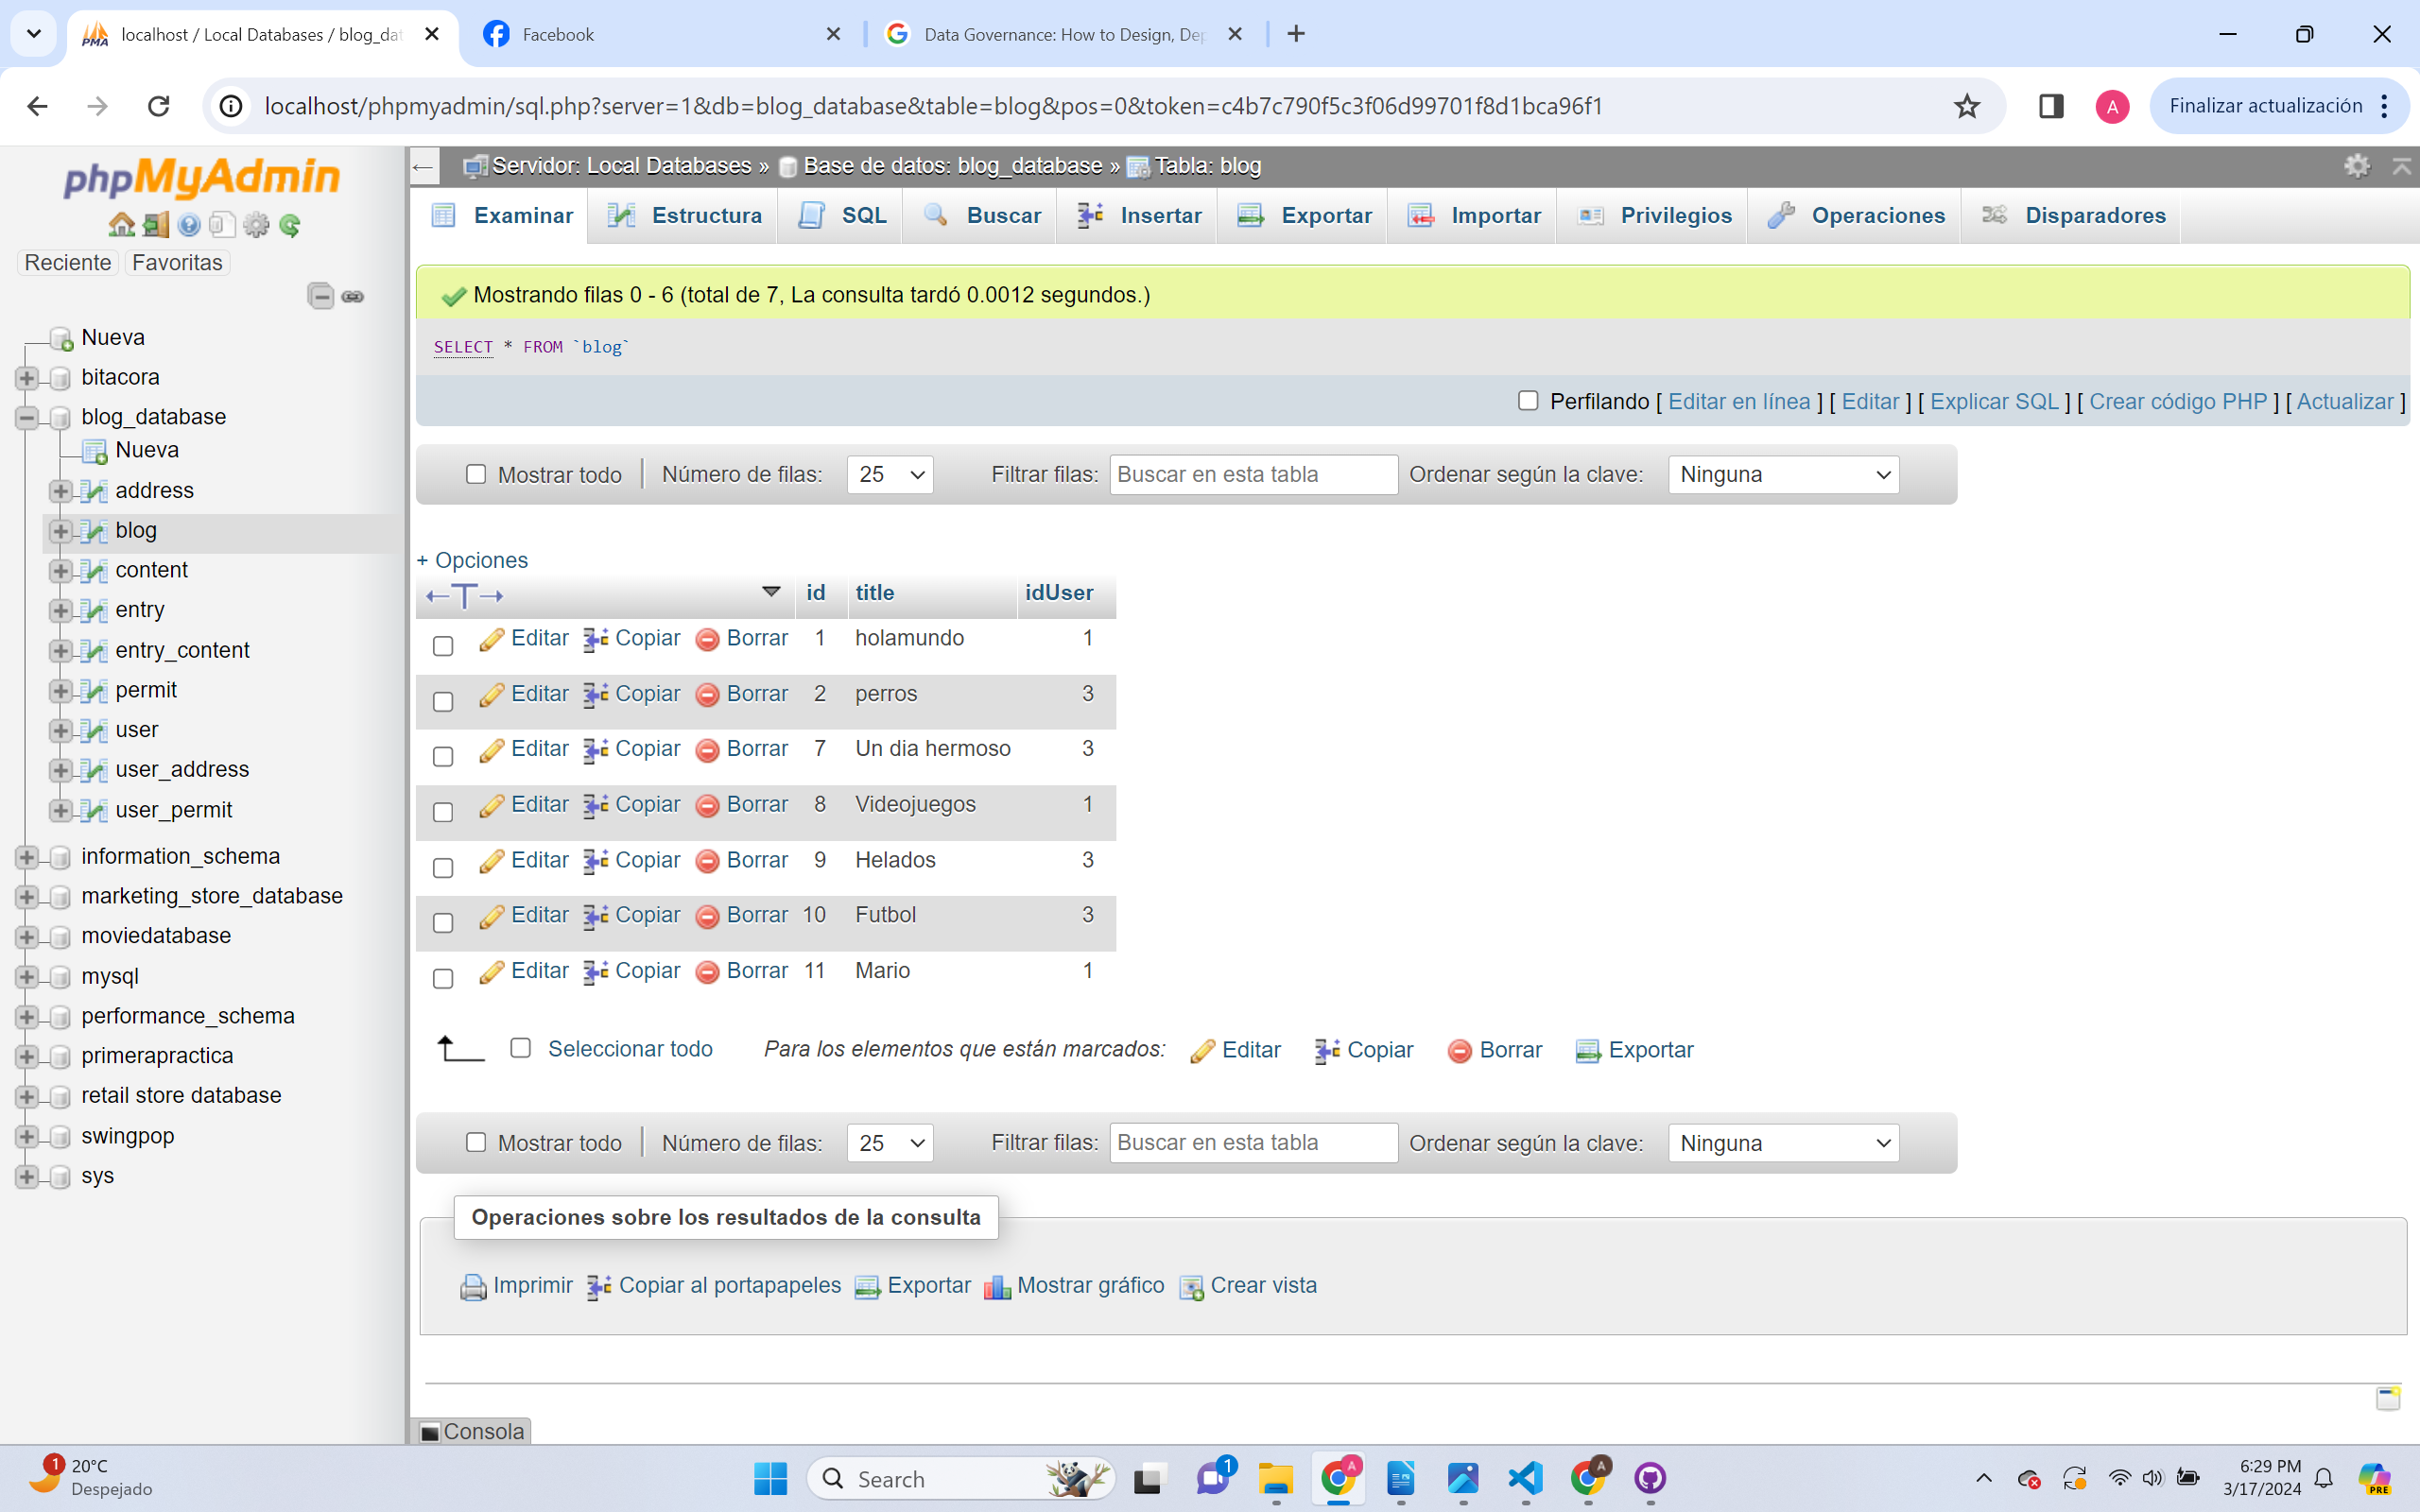 localhost / Local Databases / blog_dat
Facebook
Data Governance: How to Design, Dep
localhost/phpmyadmin/sql.php?server=1&db=blog_database&table=blog&pos=0&token=c4b7c790f5c3f06d99701f8d1bca96f1
A
Finalizar actualización
phpMyAdmin
Reciente Favoritas
Nueva
bitacora
blog_database
Nueva
address
blog
content
entry
entry_content
permit
user
user_address
user_permit
information_schema
marketing_store_database
moviedatabase
mysql
performance_schema
primerapractica
retail store database
swingpop
sys
Servidor: Local Databases » Base de datos: blog_database » Tabla: blog
Examinar Estructura SQL Buscar Insertar Exportar Importar Privilegios Operaciones Disparadores
Mostrando filas 0 - 6 (total de 7, La consulta tardó 0.0012 segundos.)
SELECT * FROM `blog`
Perfilando [ Editar en línea ] [ Editar ] [ Explicar SQL ] [ Crear código PHP ] [ Actualizar ]
Mostrar todo Número de filas: 25 Filtrar filas: Buscar en esta tabla Ordenar según la clave: Ninguna
+ Opciones
←T→ id title idUser
Editar Copiar Borrar 1 holamundo 1
Editar Copiar Borrar 2 perros 3
Editar Copiar Borrar 7 Un dia hermoso 3
Editar Copiar Borrar 8 Videojuegos 1
Editar Copiar Borrar 9 Helados 3
Editar Copiar Borrar 10 Futbol 3
Editar Copiar Borrar 11 Mario 1
Seleccionar todo Para los elementos que están marcados: Editar Copiar Borrar Exportar
Mostrar todo Número de filas: 25 Filtrar filas: Buscar en esta tabla Ordenar según la clave: Ninguna
Operaciones sobre los resultados de la consulta
Imprimir Copiar al portapapeles Exportar Mostrar gráfico Crear vista
Consola
1
20°C
Despejado
Search
1
A
A
6:29 PM
3/17/2024
PRE